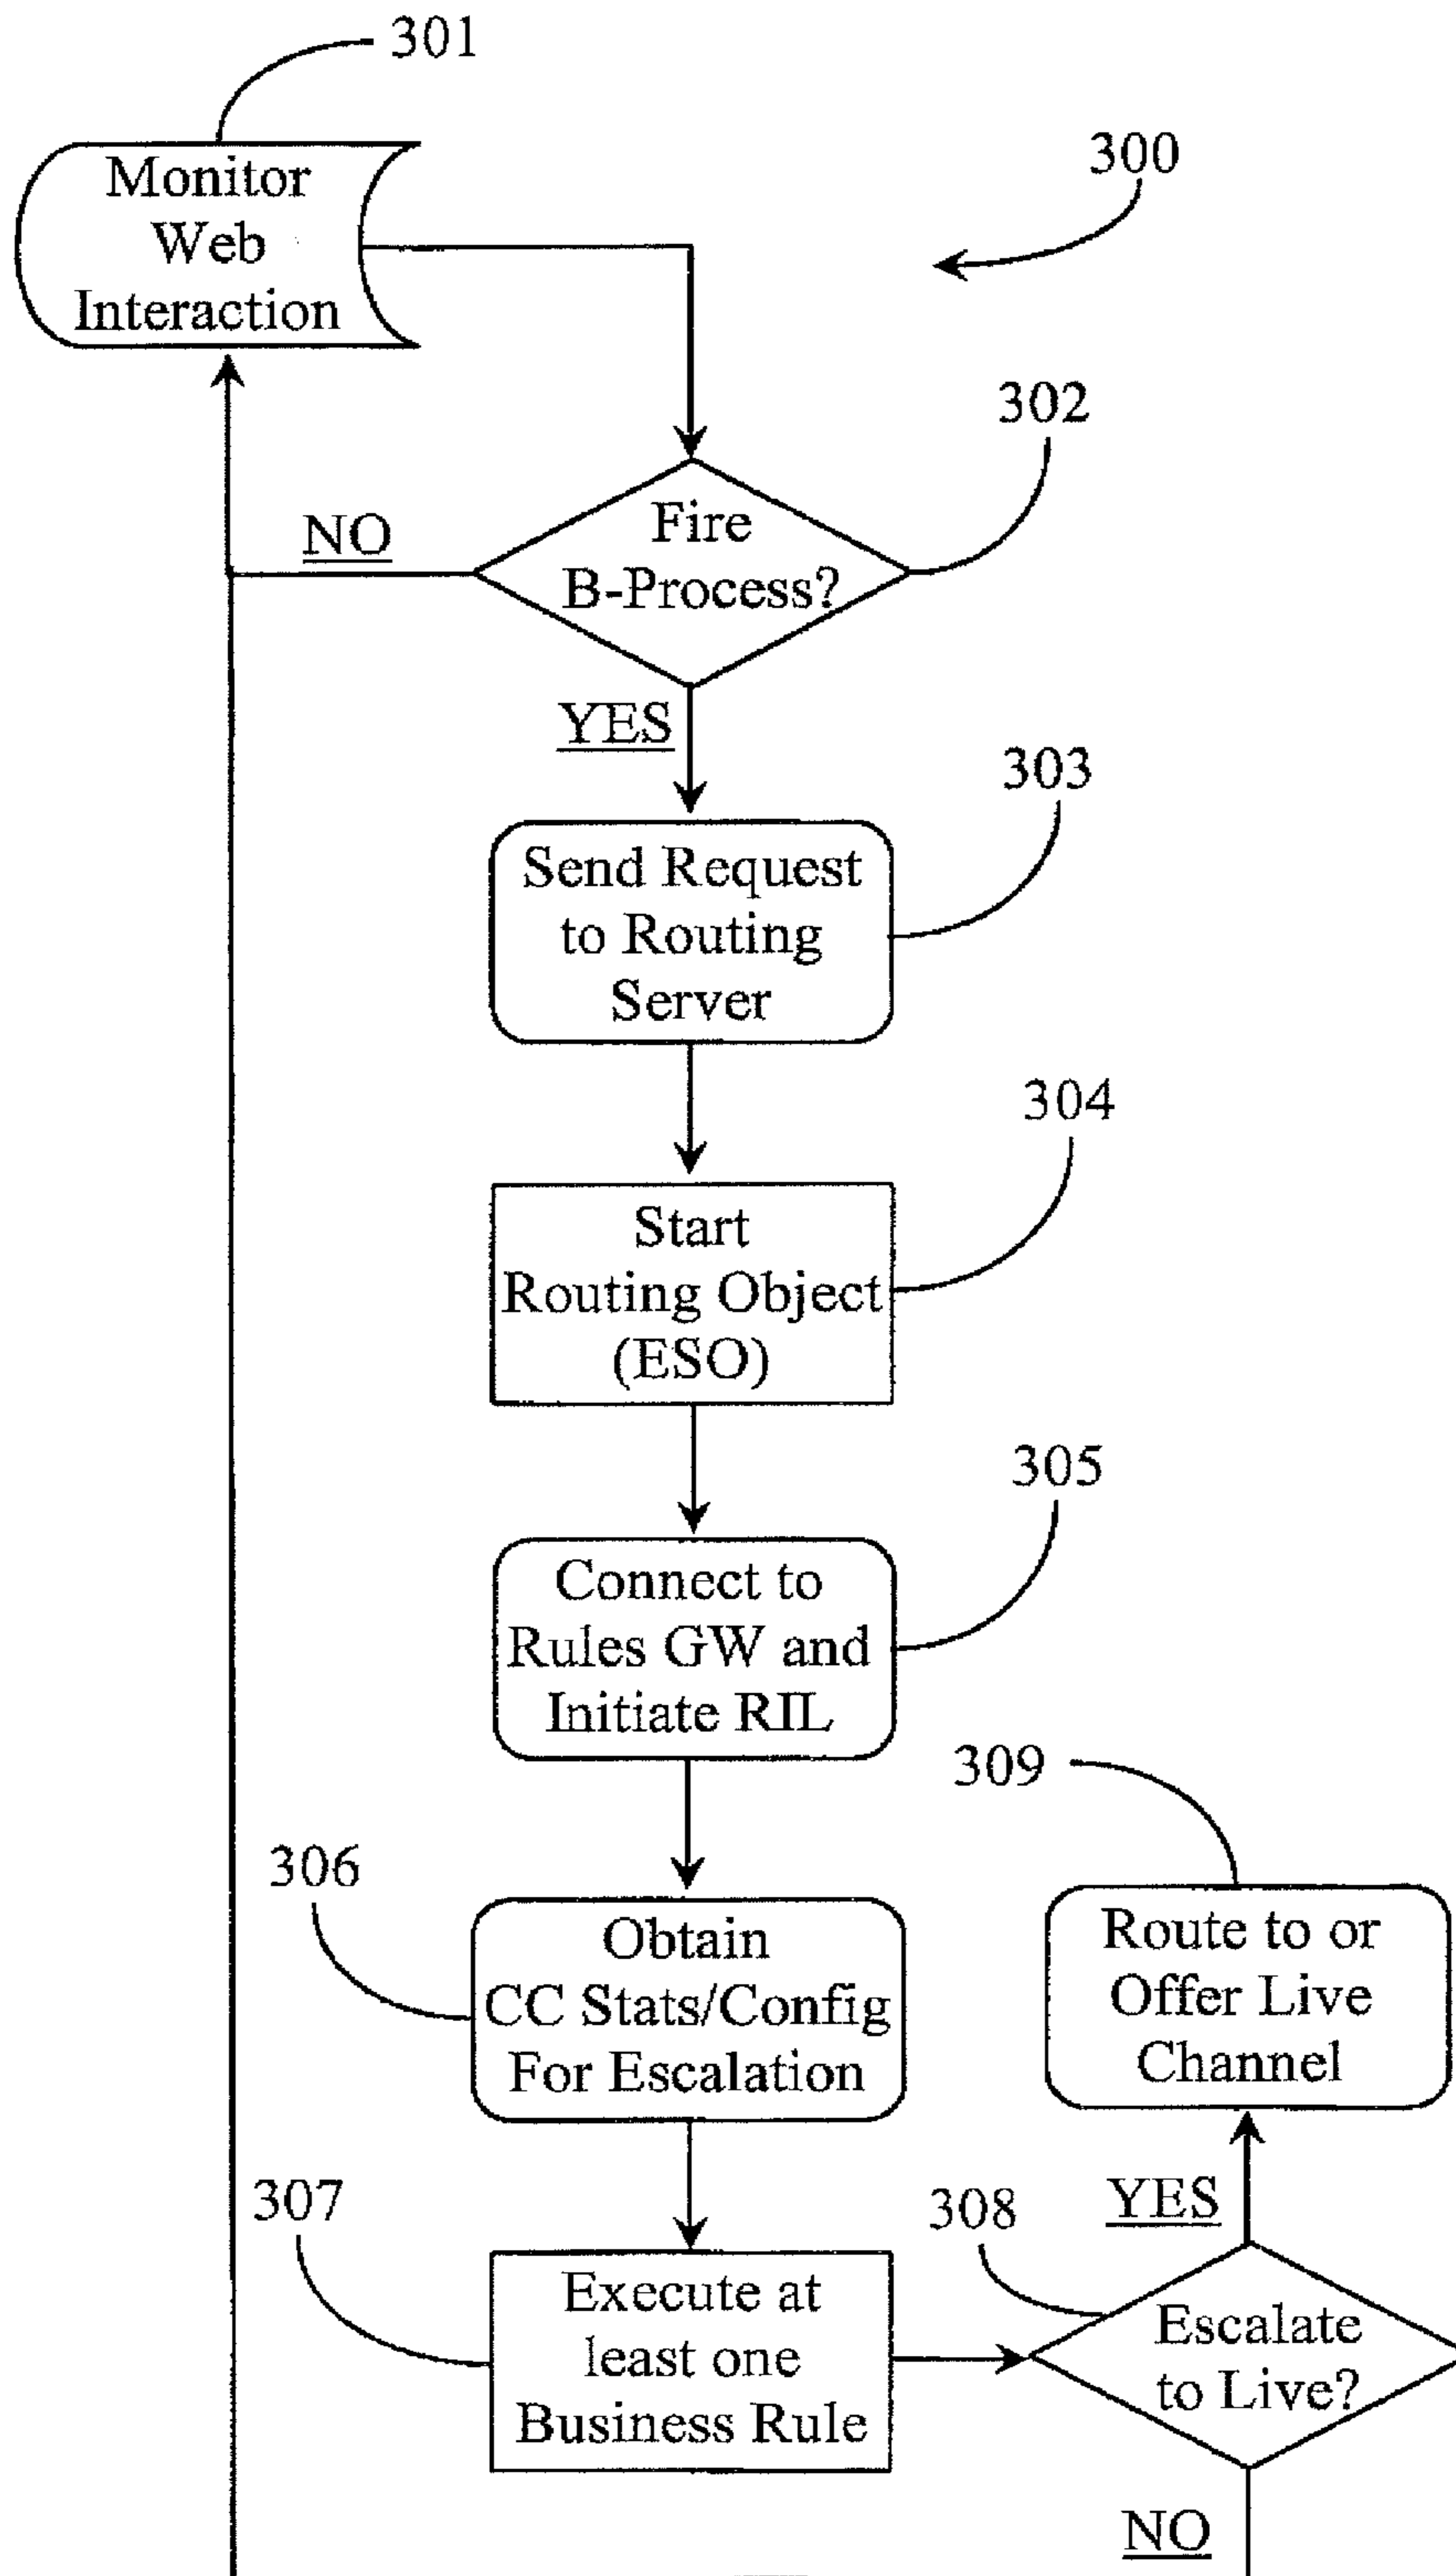 301
Monitor
Web
Interaction
300
302
Fire
B-Process?
NO
YES
303
Send Request
to Routing
Server
304
Start
Routing Object
(ESO)
305
Connect to
Rules GW and
Initiate RIL
309
306
Obtain
CC Stats/Config
For Escalation
Route to or
Offer Live
Channel
307
308
YES
Execute at
least one
Business Rule
Escalate
to Live?
NO